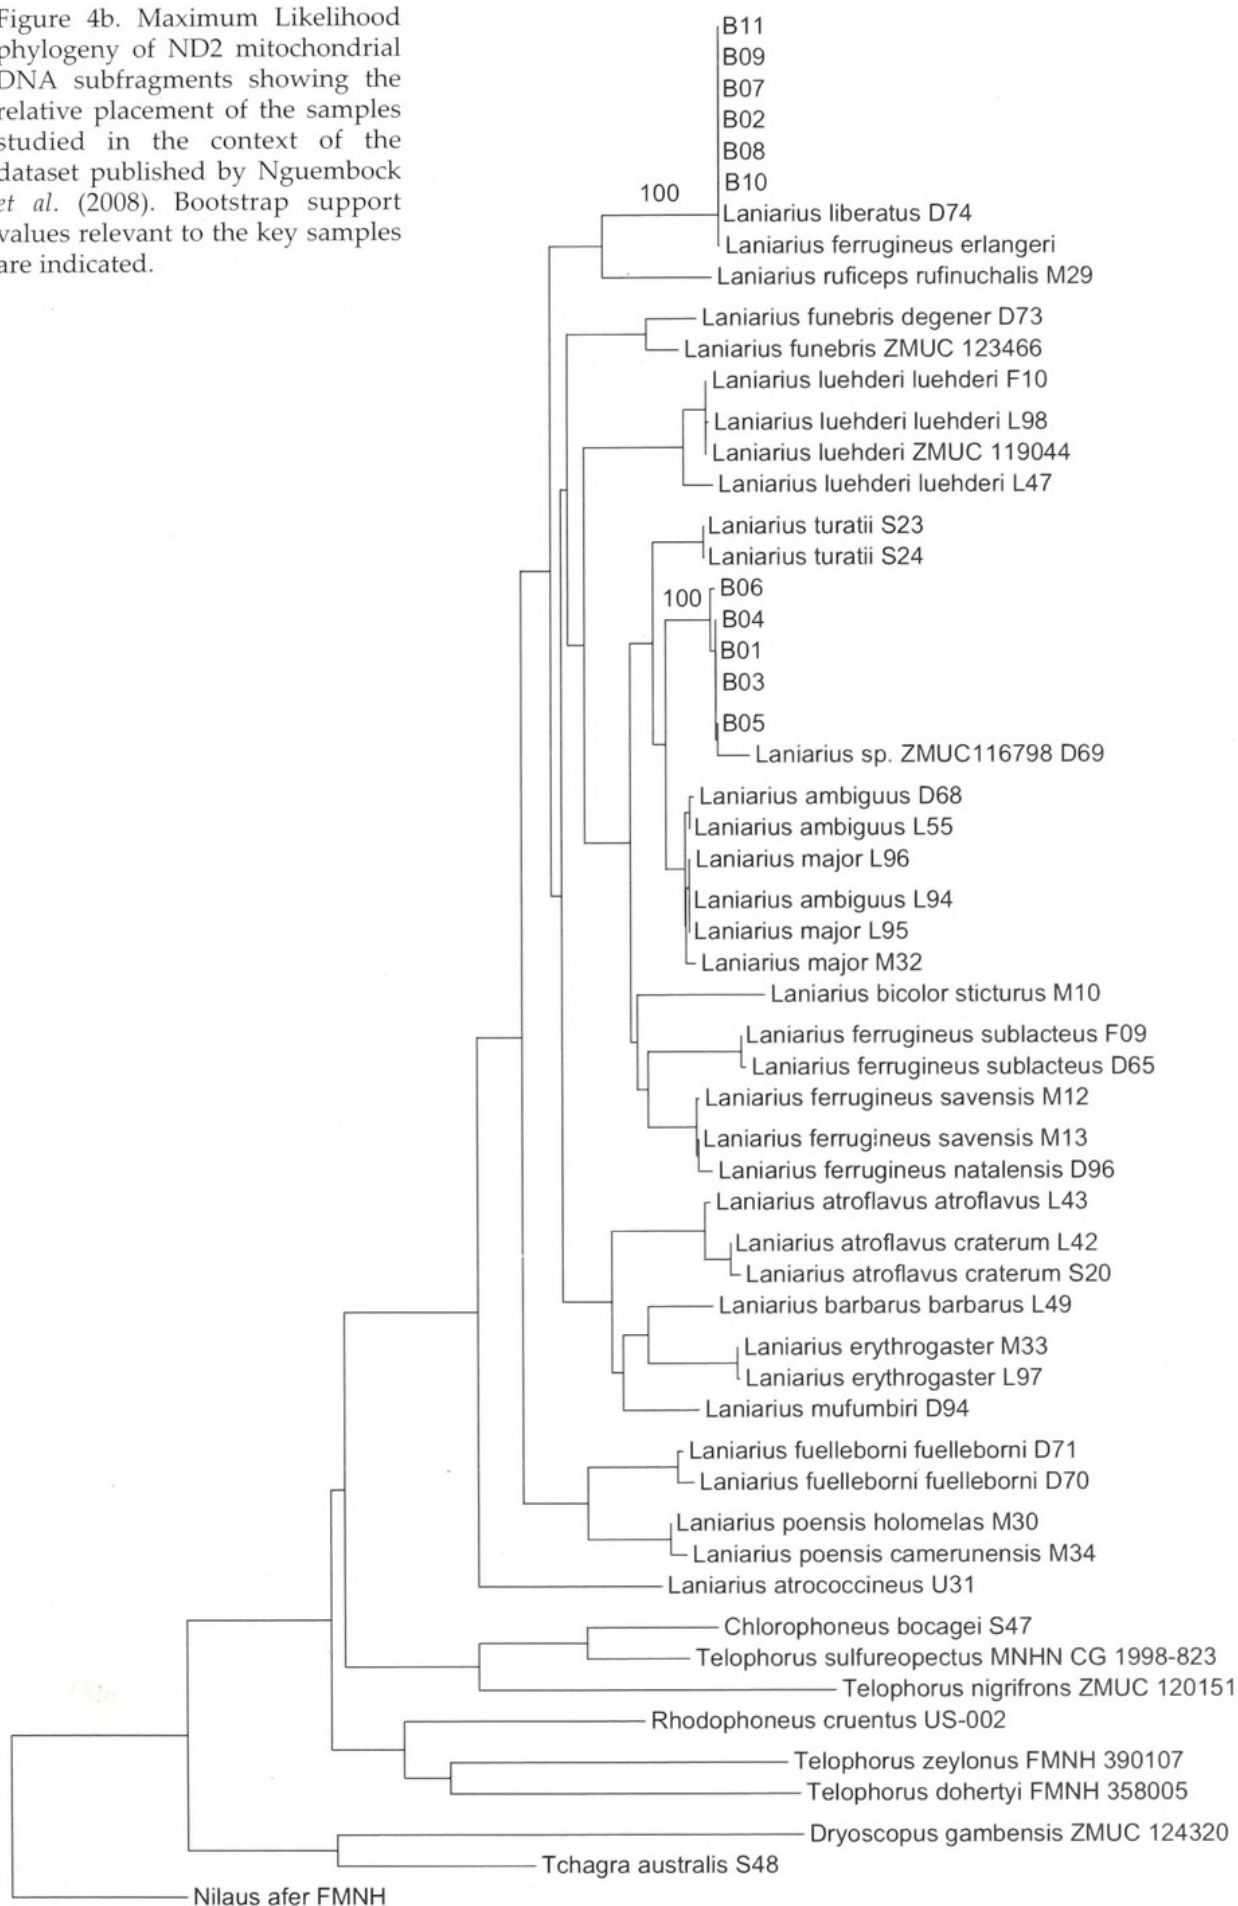 Figure 4b. Maximum Likelihood
phylogeny of ND2 mitochondrial
DNA subfragments showing the
relative placement of the samples
studied in the context of the
dataset published by Nguembock
et al. (2008). Bootstrap support
values relevant to the key samples
are indicated.
B11
B09
B07
B02
B08
B10
100
Laniarius liberatus D74
Laniarius ferrugineus erlangeri
Laniarius ruficeps rufinuchalis M29
Laniarius funebris degener D73
Laniarius funebris ZMUC 123466
Laniarius luehderi luehderi F10
Laniarius luehderi luehderi L98
Laniarius luehderi ZMUC 119044
Laniarius luehderi luehderi L47
Laniarius turatii S23
Laniarius turatii S24
100
B06
B04
B01
B03
B05
Laniarius sp. ZMUC116798 D69
Laniarius ambiguus D68
Laniarius ambiguus L55
Laniarius major L96
Laniarius ambiguus L94
Laniarius major L95
Laniarius major M32
Laniarius bicolor sticturus M10
Laniarius ferrugineus sublacteus F09
Laniarius ferrugineus sublacteus D65
Laniarius ferrugineus savensis M12
Laniarius ferrugineus savensis M13
Laniarius ferrugineus natalensis D96
Laniarius atroflavus atroflavus L43
Laniarius atroflavus craterum L42
Laniarius atroflavus craterum S20
Laniarius barbarus barbarus L49
Laniarius erythrogaster M33
Laniarius erythrogaster L97
Laniarius mufumbiri D94
Laniarius fuelleborni fuelleborni D71
Laniarius fuelleborni fuelleborni D70
Laniarius poensis holomelas M30
Laniarius poensis camerunensis M34
Laniarius atrococcineus U31
Chlorophoneus bocagei S47
Telophorus sulfureopectus MNHN CG 1998-823
Telophorus nigrifrons ZMUC 120151
Rhodophoneus cruentus US-002
Telophorus zeylonus FMNH 390107
Telophorus dohertyi FMNH 358005
Dryoscopus gambensis ZMUC 124320
Tchagra australis S48
Nilaus afer FMNH